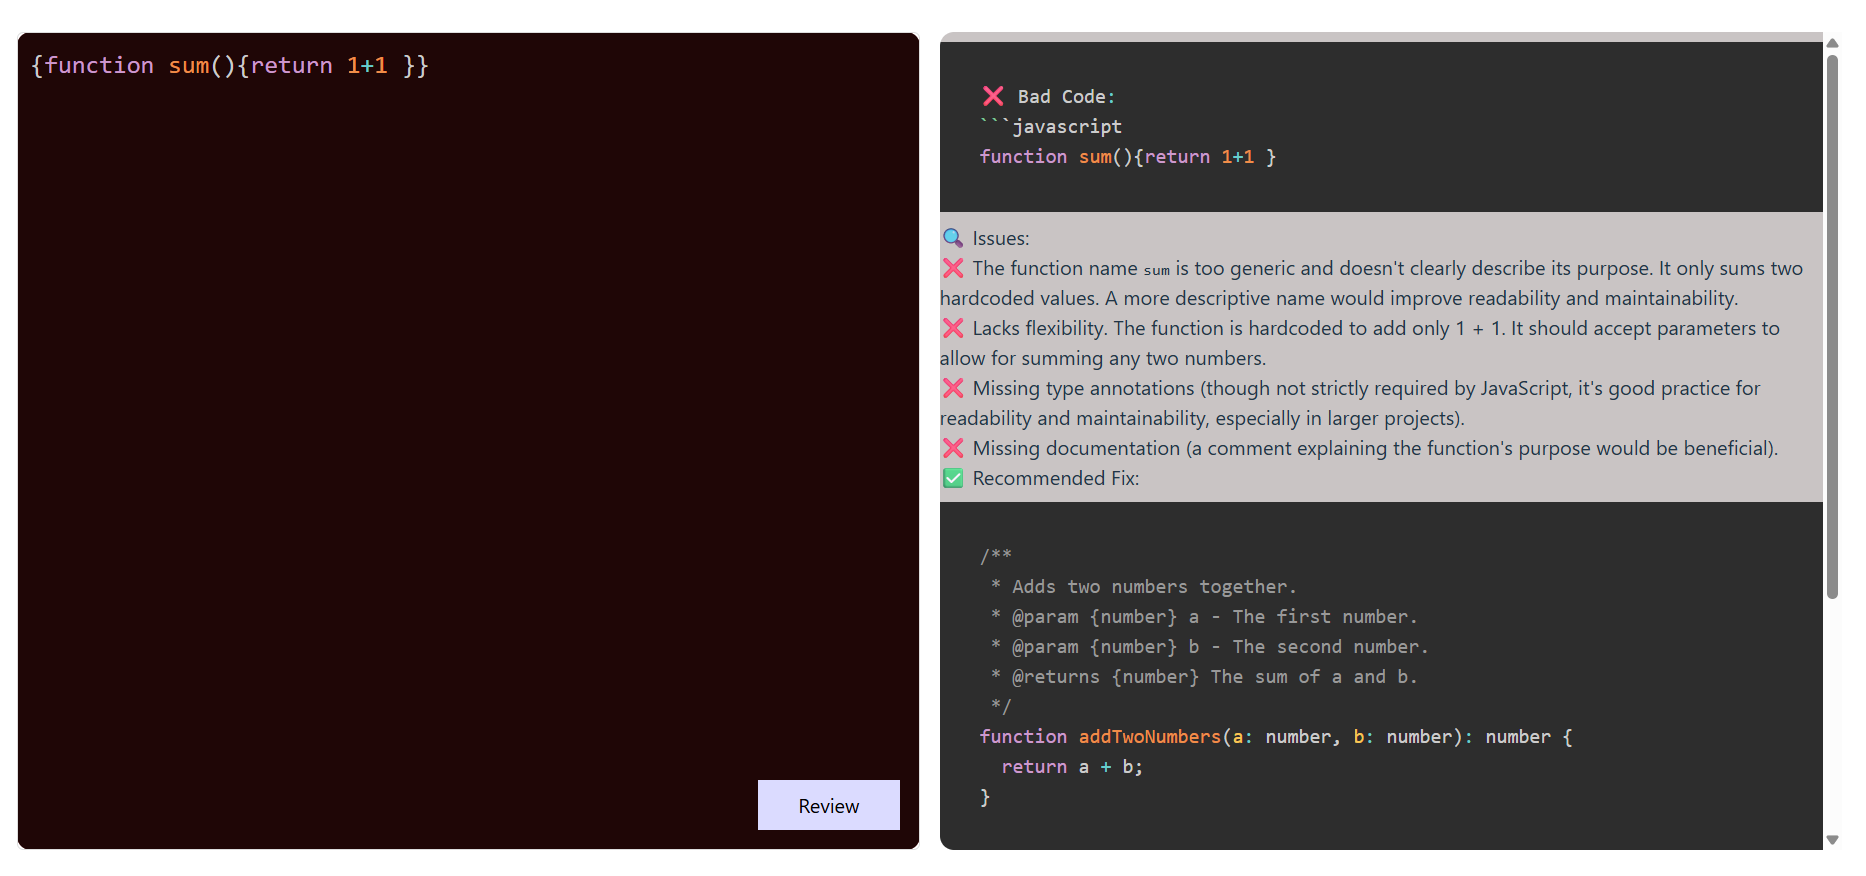 {function sum(){return 1+1 }}
Review
❌ Bad Code:
```javascript
function sum(){return 1+1 }
🔍 Issues:
❌ The function name sum is too generic and doesn't clearly describe its purpose. It only sums two
hardcoded values. A more descriptive name would improve readability and maintainability.
❌ Lacks flexibility. The function is hardcoded to add only 1 + 1. It should accept parameters to
allow for summing any two numbers.
❌ Missing type annotations (though not strictly required by JavaScript, it's good practice for
readability and maintainability, especially in larger projects).
❌ Missing documentation (a comment explaining the function's purpose would be beneficial).
✅ Recommended Fix:
/**
 * Adds two numbers together.
 * @param {number} a - The first number.
 * @param {number} b - The second number.
 * @returns {number} The sum of a and b.
 */
function addTwoNumbers(a: number, b: number): number {
  return a + b;
}